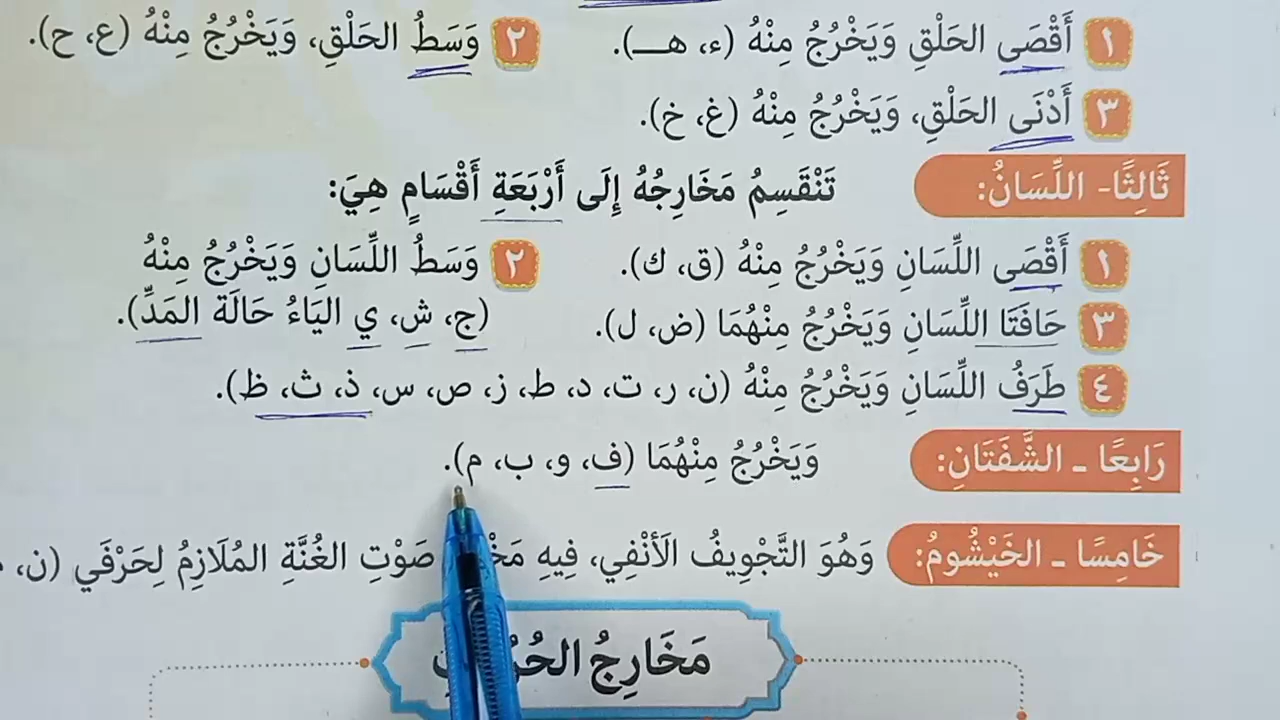 ١ أَقْصَى الحَلْقِ وَيَخْرُجُ مِنْهُ (ء، هـ). ٢ وَسَطُ الحَلْقِ، وَيَخْرُجُ مِنْهُ (ع، ح).
٣ أَدْنَى الحَلْقِ، وَيَخْرُجُ مِنْهُ (غ، خ).
ثَالِثًا- اللِّسَانُ: تَنْقَسِمُ مَخَارِجُهُ إِلَى أَرْبَعَةِ أَقْسَامٍ هِيَ:
١ أَقْصَى اللِّسَانِ وَيَخْرُجُ مِنْهُ (ق، ك).
٢ وَسَطُ اللِّسَانِ وَيَخْرُجُ مِنْهُ
(ج، ش، ي اليَاءُ حَالَةَ المَدِّ).
٣ حَافَتَا اللِّسَانِ وَيَخْرُجُ مِنْهُمَا (ض، ل).
٤ طَرَفُ اللِّسَانِ وَيَخْرُجُ مِنْهُ (ن، ر، ت، د، ط، ز، ص، س، ذ، ث، ظ).
رَابِعًا ـ الشَّفَتَانِ: وَيَخْرُجُ مِنْهُمَا (ف، و، ب، م).
خَامِسًا ـ الخَيْشُومُ: وَهُوَ التَّجْوِيفُ الَأنْفِي، فِيهِ صَوْتِ الغُنَّةِ المُلَازِمُ لِحَرْفَي (ن،
مَخَارِجُ